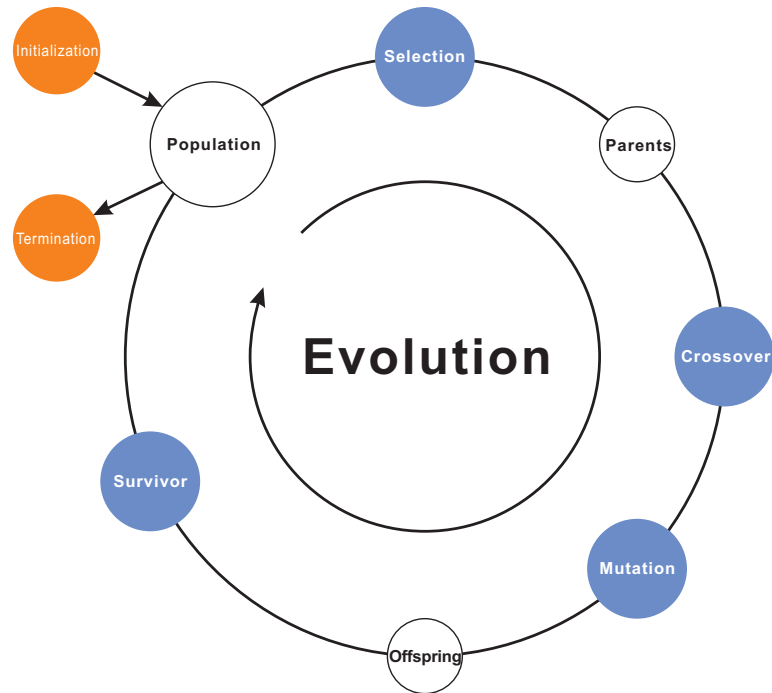 Initialization
Selection
Population
Parents
Termination
Evolution
Crossover
Survivor
Mutation
Offspring